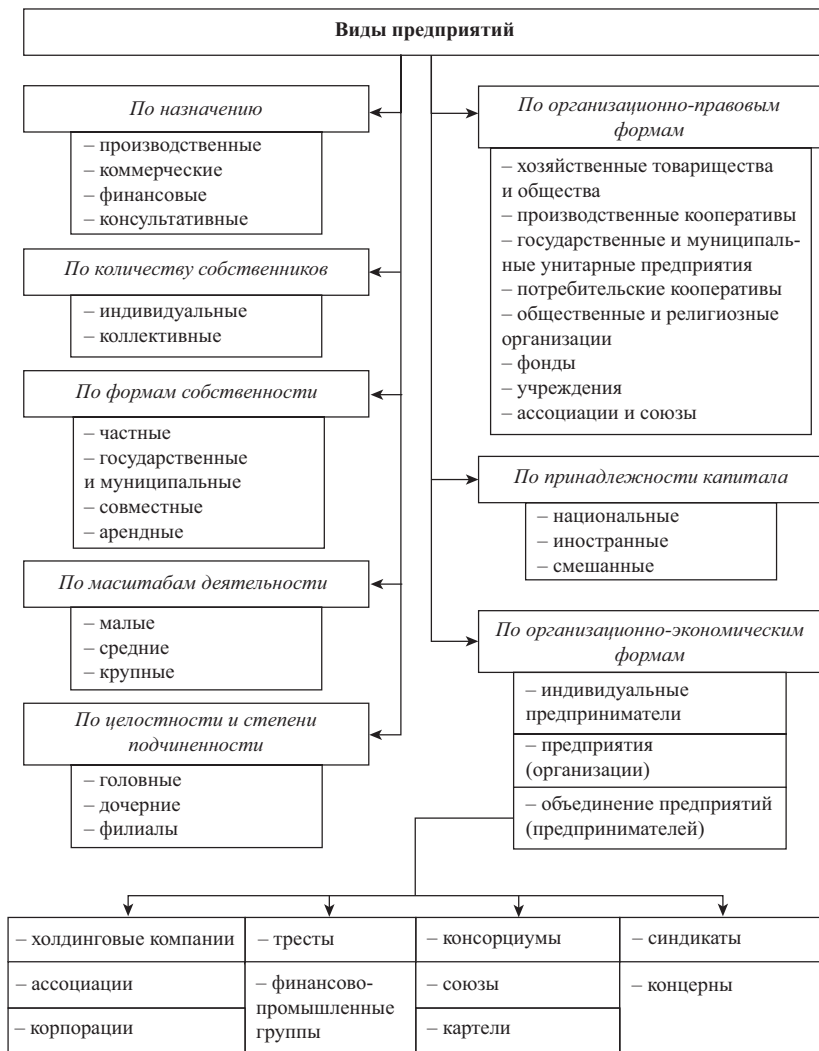 Виды предприятий
По назначению
– производственные
– коммерческие
– финансовые
– консультативные
По количеству собственников
– индивидуальные
– коллективные
По формам собственности
– частные
– государственные
и муниципальные
– совместные
– арендные
По масштабам деятельности
– малые
– средние
– крупные
По целостности и степени
подчиненности
– головные
– дочерние
– филиалы
По организационно-правовым
формам
– хозяйственные товарищества
и общества
– производственные кооперативы
– государственные и муниципаль-
ные унитарные предприятия
– потребительские кооперативы
– общественные и религиозные
организации
– фонды
– учреждения
– ассоциации и союзы
По принадлежности капитала
– национальные
– иностранные
– смешанные
По организационно-экономическим
формам
– индивидуальные
предприниматели
– предприятия
(организации)
– объединение предприятий
(предпринимателей)
– холдинговые компании
– ассоциации
– корпорации
– тресты
– финансово-
промышленные
группы
– консорциумы
– союзы
– картели
– синдикаты
– концерны